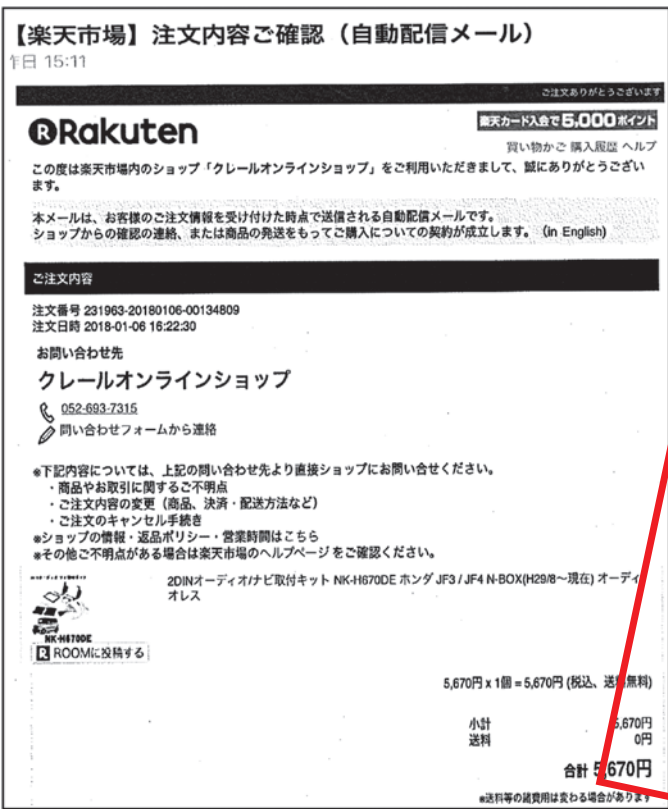 【楽天市場】注文内容ご確認（自動配信メール）
日 15:11
ご注文ありがとうございます
Rakuten
楽天カード入会で5,000ポイント
買い物かご 購入履歴 ヘルプ
この度は楽天市場内のショップ「クレールオンラインショップ」をご利用いただきまして、誠にありがとうござい
ます。
本メールは、お客様のご注文情報を受け付けた時点で送信される自動配信メールです。
ショップからの確認の連絡、または商品の発送をもってご購入についての契約が成立します。 (in English)
ご注文内容
注文番号 231963-20180106-00134809
注文日時 2018-01-06 16:22:30
お問い合わせ先
クレールオンラインショップ
052-693-7315
問い合わせフォームから連絡
※下記内容については、上記の問い合わせ先より直接ショップにお問い合せください。
・商品やお取引に関するご不明点
・ご注文内容の変更（商品、決済・配送方法など）
・ご注文のキャンセル手続き
※ショップの情報・返品ポリシー・営業時間はこちら
※その他ご不明点がある場合は楽天市場のヘルプページをご確認ください。
2DINオーディオ/ナビ取付キット NK-H670DE ホンダ JF3 / JF4 N-BOX(H29/8〜現在) オーディ
オレス
NK-H670DE
R ROOMに投稿する
5,670円 x 1個 = 5,670円 (税込、送料無料)
小計 5,670円
送料 0円
合計 5,670円
※送料等の諸費用は変わる場合があります